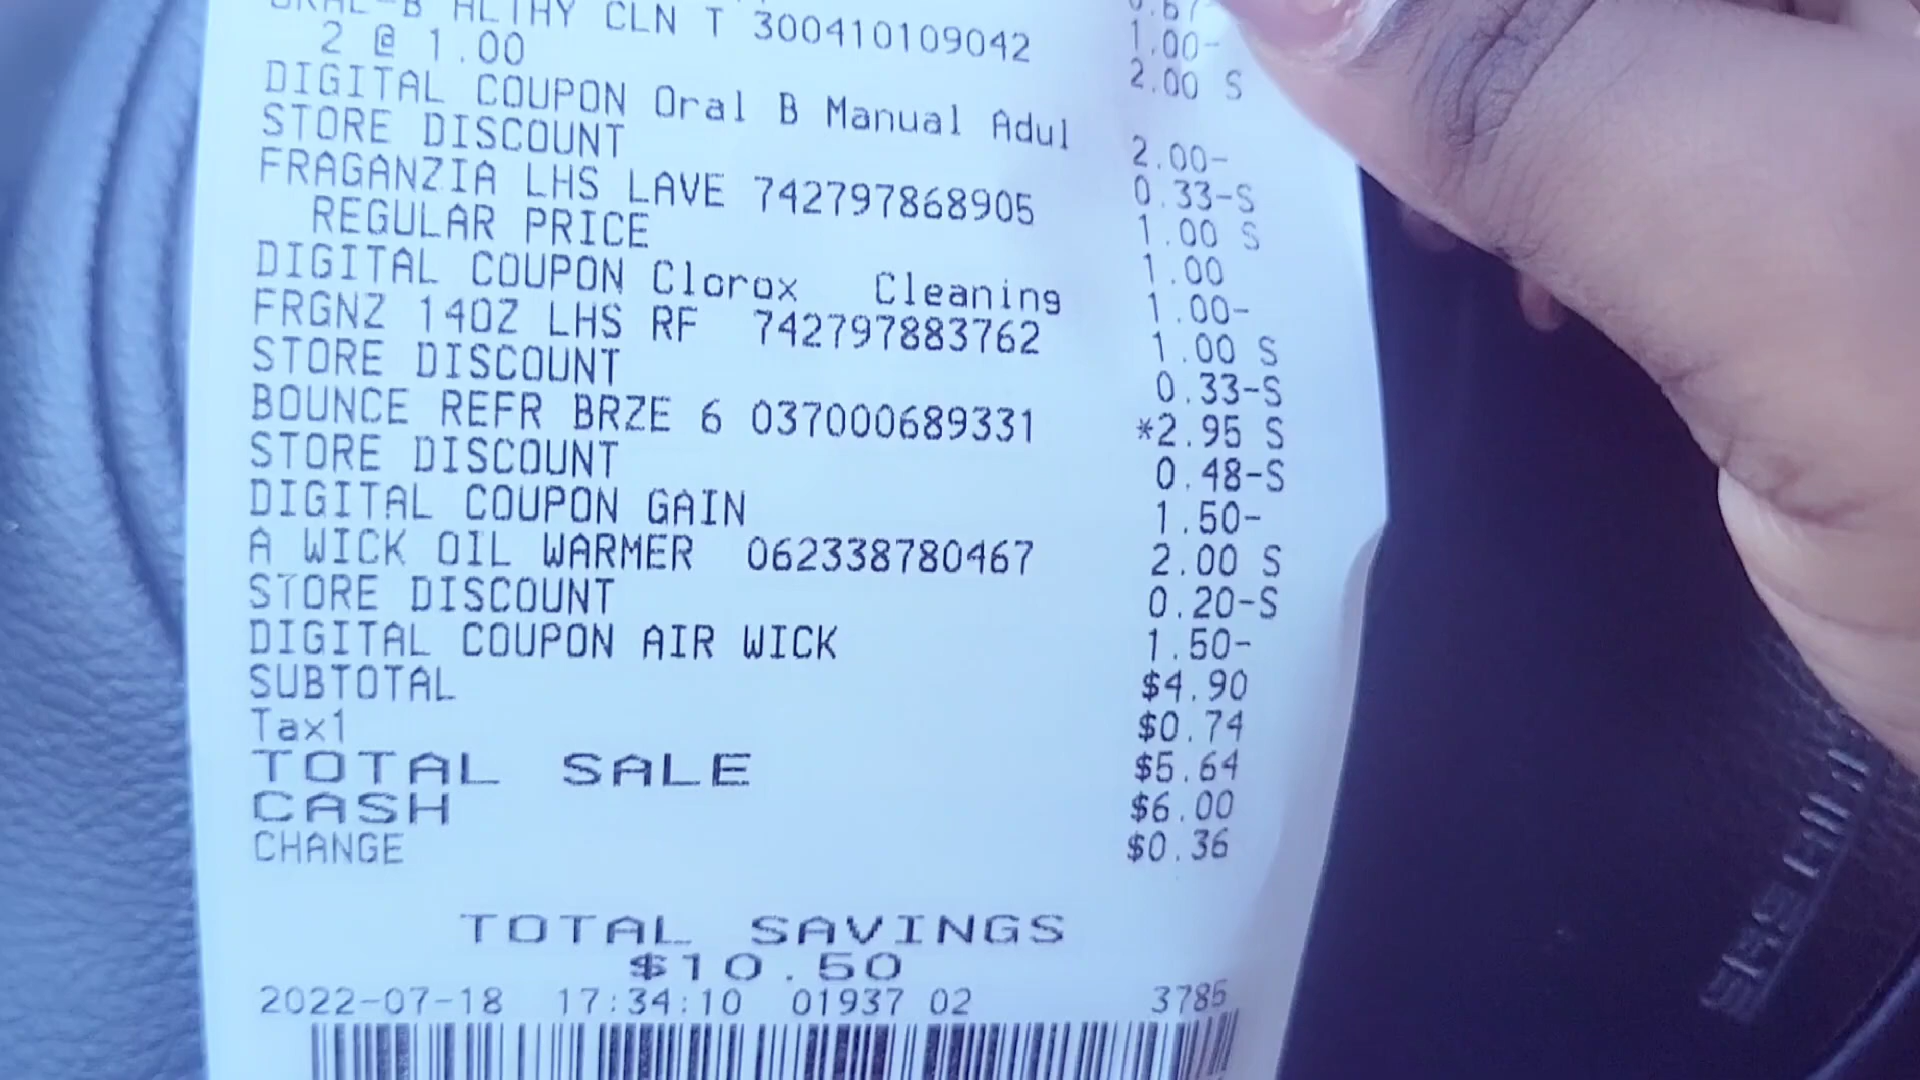 B HLTHY CLN T 300410109042 1.00-
2 @ 1.00 2.00 S
DIGITAL COUPON Oral B Manual Adul 2.00-
STORE DISCOUNT 0.33-S
FRAGANZIA LHS LAVE 742797868905 1.00 S
REGULAR PRICE 1.00
DIGITAL COUPON Clorox Cleaning 1.00-
FRGNZ 14OZ LHS RF 742797883762 1.00 S
STORE DISCOUNT 0.33-S
BOUNCE REFR BRZE 6 037000689331 *2.95 S
STORE DISCOUNT 0.48-S
DIGITAL COUPON GAIN 1.50-
A WICK OIL WARMER 062338780467 2.00 S
STORE DISCOUNT 0.20-S
DIGITAL COUPON AIR WICK 1.50-
SUBTOTAL $4.90
Tax1 $0.74
TOTAL SALE $5.64
CASH $6.00
CHANGE $0.36
TOTAL SAVINGS
$10.50
2022-07-18 17:34:10 01937 02 3785